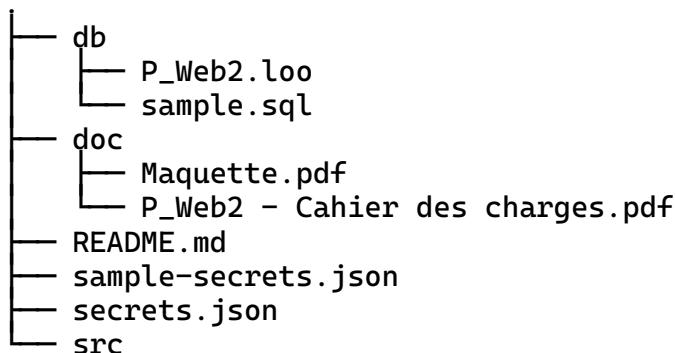 .
├── db
│   ├── P_Web2.loo
│   └── sample.sql
├── doc
│   ├── Maquette.pdf
│   └── P_Web2 - Cahier des charges.pdf
├── README.md
├── sample-secrets.json
├── secrets.json
└── src